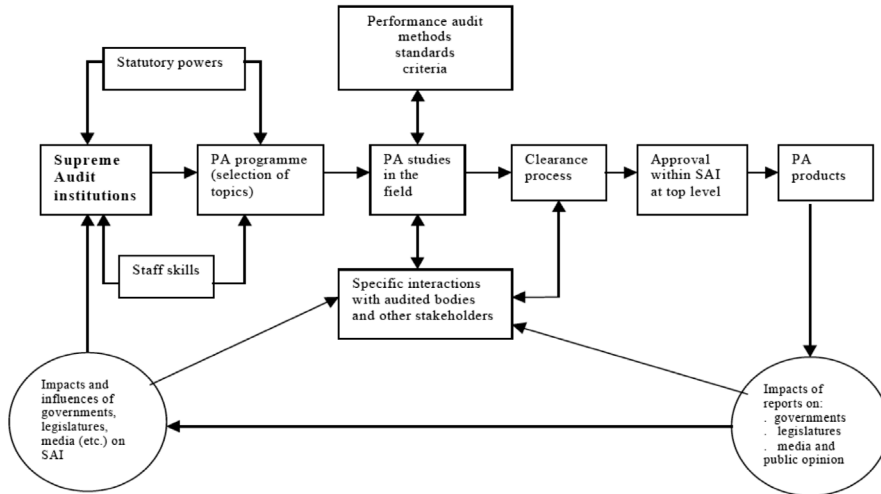 Performance audit
methods
standards
criteria
Statutory powers
Supreme
Audit
institutions
PA programme
(selection of
topics)
PA studies
in the
field
Clearance
process
Approval
within SAI
at top level
PA
products
Staff skills
Specific interactions
with audited bodies
and other stakeholders
Impacts and
influences of
governments,
legislatures,
media (etc.) on
SAI
Impacts of
reports on:
. governments
. legislatures
. media and
public opinion